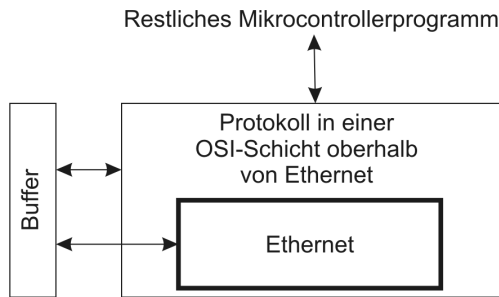 Restliches Mikrocontrollerprogramm
Protokoll in einer
OSI-Schicht oberhalb
von Ethernet
Buffer
Ethernet